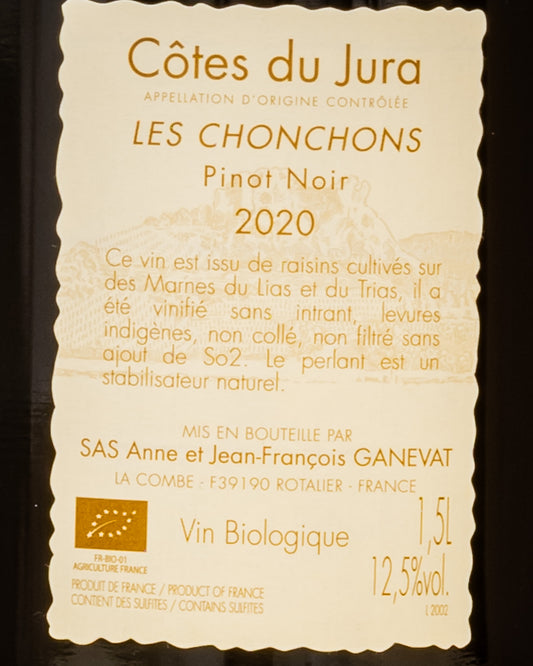 Côtes du Jura
APPELLATION D'ORIGINE CONTRÔLÉE
LES CHONCHONS
Pinot Noir
2020
Ce vin est issu de raisins cultivés sur
des Marnes du Lias et du Trias, il a
été vinifié sans intrant, levures
indigènes, non collé, non filtré sans
ajout de So2. Le perlant est un
stabilisateur naturel.
MIS EN BOUTEILLE PAR
SAS Anne et Jean-François GANEVAT
LA COMBE - F39190 ROTALIER - FRANCE
Vin Biologique
1,5L
12,5%vol.
L 2002
FR-BIO-01
AGRICULTURE FRANCE
PRODUIT DE FRANCE / PRODUCT OF FRANCE
CONTIENT DES SULFITES / CONTAINS SULFITES